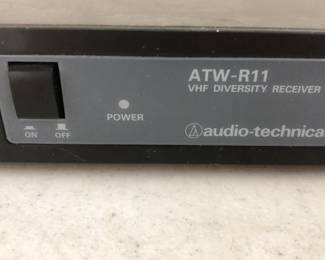 ATW-R11
VHF DIVERSITY RECEIVER
POWER
ON OFF
audio-technica